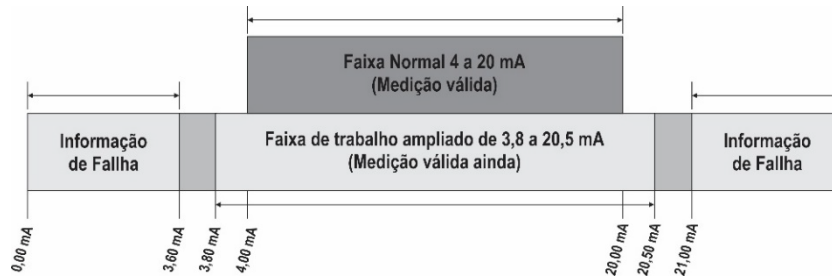 Faixa Normal 4 a 20 mA
(Medição válida)
Informação
de Fallha
Faixa de trabalho ampliado de 3,8 a 20,5 mA
(Medição válida ainda)
Informação
de Fallha
0,00 mA
3,60 mA
3,80 mA
4,00 mA
20,00 mA
20,50 mA
21,00 mA